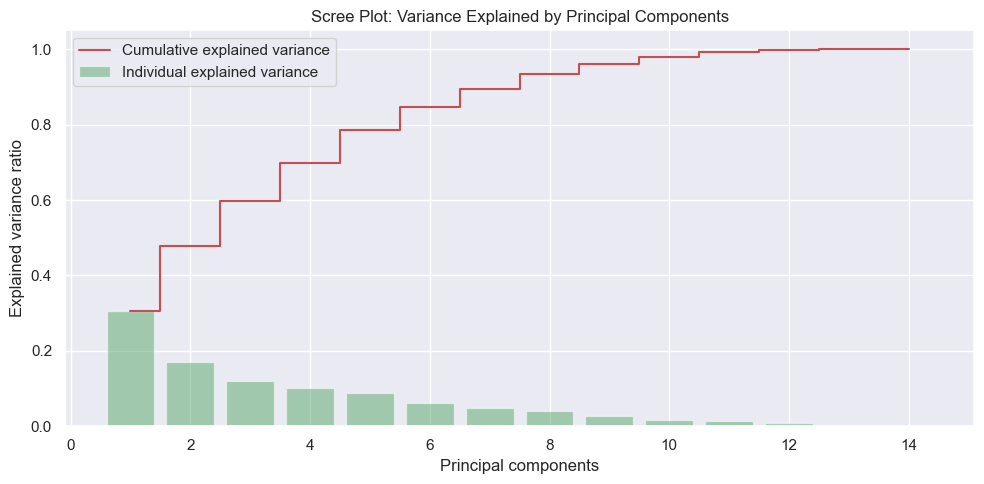 Scree Plot: Variance Explained by Principal Components
Cumulative explained variance
Individual explained variance
Explained variance ratio
1.0
0.8
0.6
0.4
0.2
0.0
0 2 4 6 8 10 12 14
Principal components